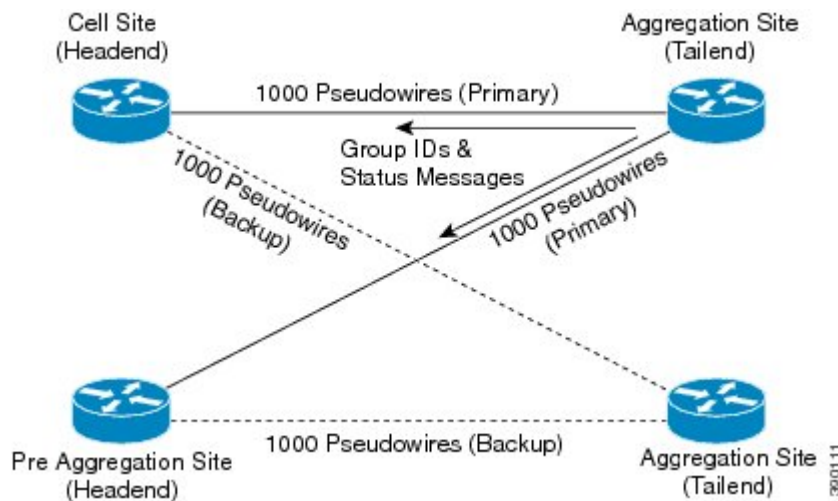 Cell Site
(Headend)
Aggregation Site
(Tailend)
1000 Pseudowires (Primary)
Group IDs &
Status Messages
1000 Pseudowires
(Backup)
1000 Pseudowires
(Primary)
1000 Pseudowires (Backup)
Pre Aggregation Site
(Headend)
Aggregation Site
(Tailend)